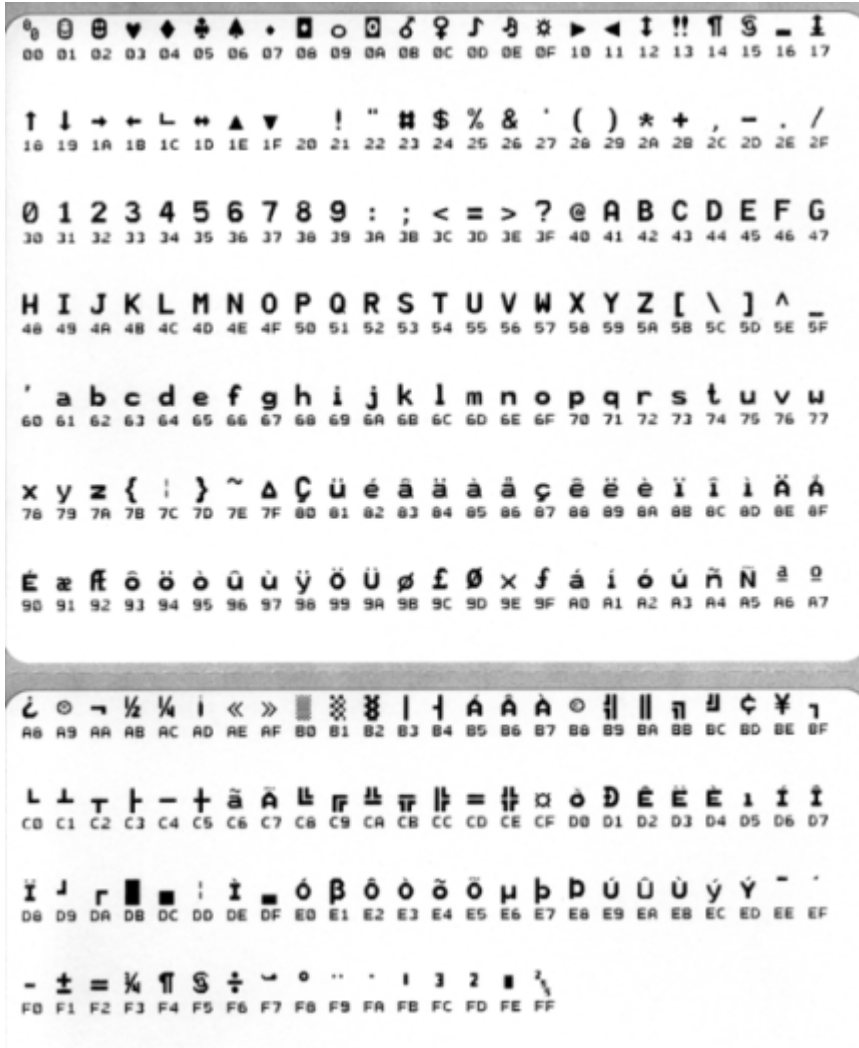 ☺ ☻ ♥ ♦ ♣ ♠ • ◘ ○ ◙ ♂ ♀ ♪ ♫ ☼ ► ◄ ↕ ‼ ¶ § ▬ ↨
00 01 02 03 04 05 06 07 08 09 0A 0B 0C 0D 0E 0F 10 11 12 13 14 15 16 17
↑ ↓ → ← ∟ ↔ ▲ ▼ ! " # $ % & ' ( ) * + , - . /
18 19 1A 1B 1C 1D 1E 1F 20 21 22 23 24 25 26 27 28 29 2A 2B 2C 2D 2E 2F
0 1 2 3 4 5 6 7 8 9 : ; < = > ? @ A B C D E F G
30 31 32 33 34 35 36 37 38 39 3A 3B 3C 3D 3E 3F 40 41 42 43 44 45 46 47
H I J K L M N O P Q R S T U V W X Y Z [ \ ] ^ _
48 49 4A 4B 4C 4D 4E 4F 50 51 52 53 54 55 56 57 58 59 5A 5B 5C 5D 5E 5F
' a b c d e f g h i j k l m n o p q r s t u v w
60 61 62 63 64 65 66 67 68 69 6A 6B 6C 6D 6E 6F 70 71 72 73 74 75 76 77
x y z { ¦ } ~ ∆ Ç ü é â ä à å ç ê ë è ï î ì Ä Å
78 79 7A 7B 7C 7D 7E 7F 80 81 82 83 84 85 86 87 88 89 8A 8B 8C 8D 8E 8F
É æ Æ ô ö ò û ù ÿ Ö Ü ø £ Ø × ƒ á í ó ú ñ Ñ ª º
90 91 92 93 94 95 96 97 98 99 9A 9B 9C 9D 9E 9F A0 A1 A2 A3 A4 A5 A6 A7
¿ ® ¬ ½ ¼ ¡ « » ░ ▒ ▓ │ ┤ Á Â À © ╣ ║ ╗ ╝ ¢ ¥ ┐
A8 A9 AA AB AC AD AE AF B0 B1 B2 B3 B4 B5 B6 B7 B8 B9 BA BB BC BD BE BF
└ ┴ ┬ ├ ─ ┼ ã Ã ╚ ╔ ╩ ╦ ╠ ═ ╬ ¤ ð Ð Ê Ë È ı Í Î
C0 C1 C2 C3 C4 C5 C6 C7 C8 C9 CA CB CC CD CE CF D0 D1 D2 D3 D4 D5 D6 D7
Ï ┘ ┌ █ ▄ ¦ Ì ▬ Ó ß Ô Ò õ Õ µ þ Þ Ú Û Ù ý Ý ¯ ´
D8 D9 DA DB DC DD DE DF E0 E1 E2 E3 E4 E5 E6 E7 E8 E9 EA EB EC ED EE EF
- ± = ¾ ¶ § ÷ ¸ ° ¨ · ¹ ³ ² ■
F0 F1 F2 F3 F4 F5 F6 F7 F8 F9 FA FB FC FD FE FF